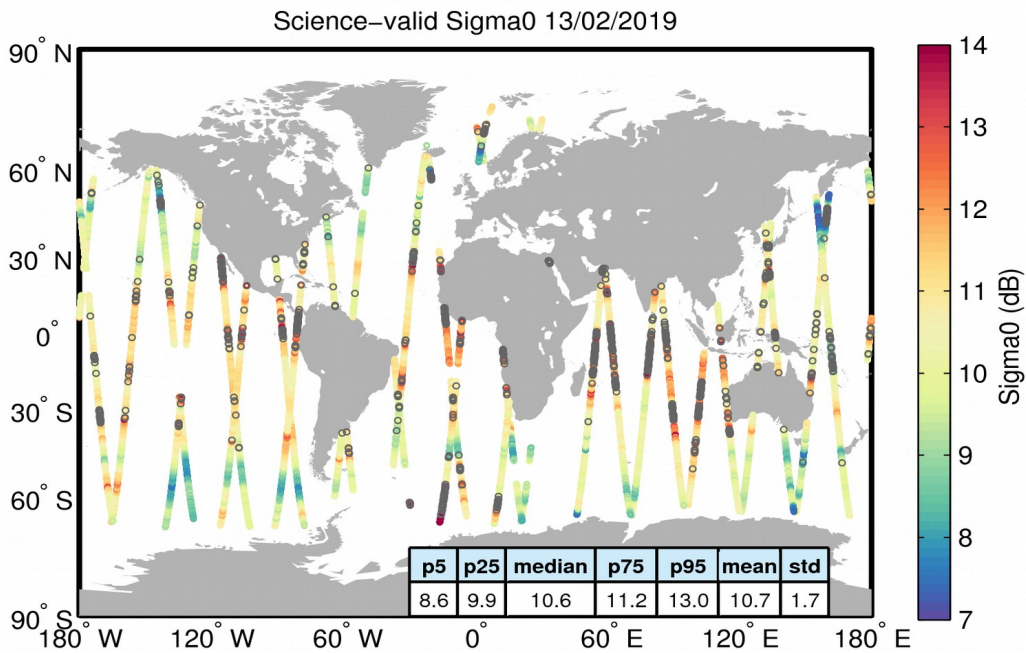 Science−valid Sigma0 13/02/2019
90° N
60° N
30° N
0°
30° S
60° S
90° S
180° W
120° W
60° W
0°
60° E
120° E
180° E
p5 p25 median p75 p95 mean std
8.6 9.9 10.6 11.2 13.0 10.7 1.7
14
13
12
11
10
9
8
7
Sigma0 (dB)